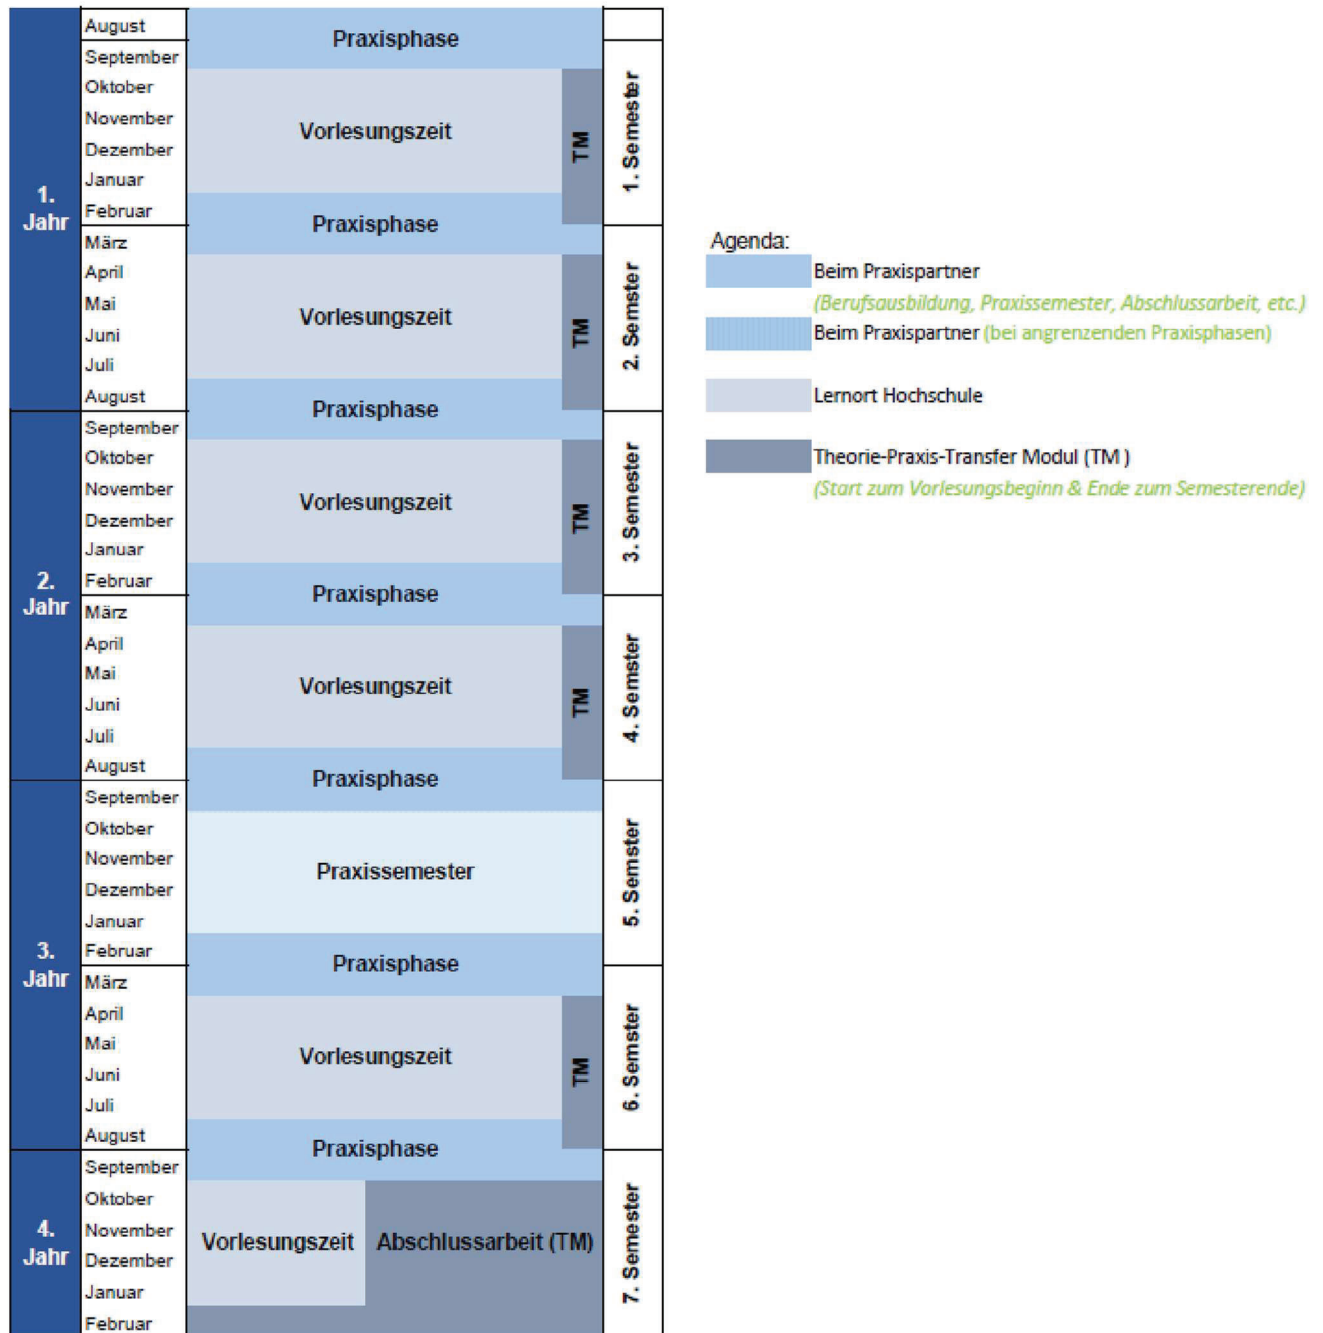 1.
Jahr
August
September
Oktober
November
Dezember
Januar
Februar
März
April
Mai
Juni
Juli
August
Praxisphase
Vorlesungszeit
TM
Praxisphase
Vorlesungszeit
TM
Praxisphase
1. Semester
2. Semster
2.
Jahr
September
Oktober
November
Dezember
Januar
Februar
März
April
Mai
Juni
Juli
August
Vorlesungszeit
TM
Praxisphase
Vorlesungszeit
TM
Praxisphase
3. Semester
4. Semster
3.
Jahr
September
Oktober
November
Dezember
Januar
Februar
März
April
Mai
Juni
Juli
August
Praxissemester
Praxisphase
Vorlesungszeit
TM
Praxisphase
5. Semster
6. Semster
4.
Jahr
September
Oktober
November
Dezember
Januar
Februar
Vorlesungszeit
Abschlussarbeit (TM)
7. Semester
Agenda:
Beim Praxispartner
(Berufsausbildung, Praxissemester, Abschlussarbeit, etc.)
Beim Praxispartner (bei angrenzenden Praxisphasen)
Lernort Hochschule
Theorie-Praxis-Transfer Modul (TM )
(Start zum Vorlesungsbeginn & Ende zum Semesterende)